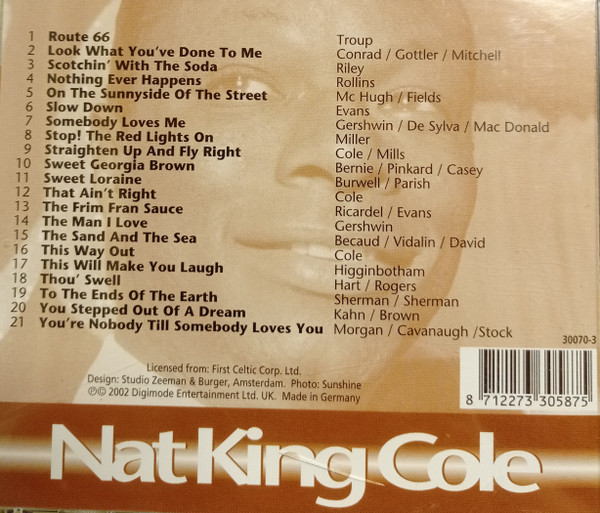 1 Route 66 Troup
2 Look What You've Done To Me Conrad / Gottler / Mitchell
3 Scotchin' With The Soda Riley
4 Nothing Ever Happens Rollins
5 On The Sunnyside Of The Street Mc Hugh / Fields
6 Slow Down Evans
7 Somebody Loves Me Gershwin / De Sylva / Mac Donald
8 Stop! The Red Lights On Miller
9 Straighten Up And Fly Right Cole / Mills
10 Sweet Georgia Brown Bernie / Pinkard / Casey
11 Sweet Loraine Burwell / Parish
12 That Ain't Right Cole
13 The Frim Fran Sauce Ricardel / Evans
14 The Man I Love Gershwin
15 The Sand And The Sea Becaud / Vidalin / David
16 This Way Out Cole
17 This Will Make You Laugh Higginbotham
18 Thou' Swell Hart / Rogers
19 To The Ends Of The Earth Sherman / Sherman
20 You Stepped Out Of A Dream Kahn / Brown
21 You're Nobody Till Somebody Loves You Morgan / Cavanaugh /Stock
30070-3
Licensed from: First Celtic Corp. Ltd.
Design: Studio Zeeman & Burger, Amsterdam. Photo: Sunshine
℗© 2002 Digimode Entertainment Ltd. UK. Made in Germany
8 712273 305875
Nat King Cole